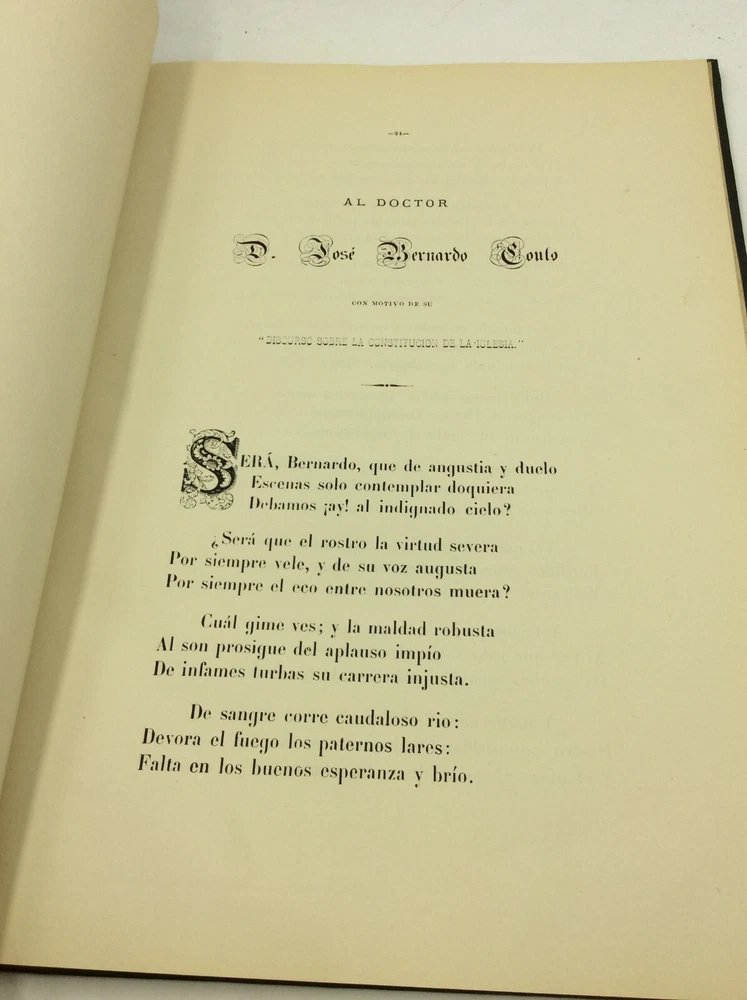 —21—
AL DOCTOR
D. José Bernardo Couto
CON MOTIVO DE SU
"DISCURSO SOBRE LA CONSTITUCION DE LA IGLESIA."
SERÁ, Bernardo, que de angustia y duelo
Escenas solo contemplar doquiera
Debamos ¡ay! al indignado cielo?
¿Será que el rostro la virtud severa
Por siempre vele, y de su voz augusta
Por siempre el eco entre nosotros muera?
Cuál gime ves; y la maldad robusta
Al son prosigue del aplauso impío
De infames turbas su carrera injusta.
De sangre corre caudaloso rio:
Devora el fuego los paternos lares:
Falta en los buenos esperanza y brío.